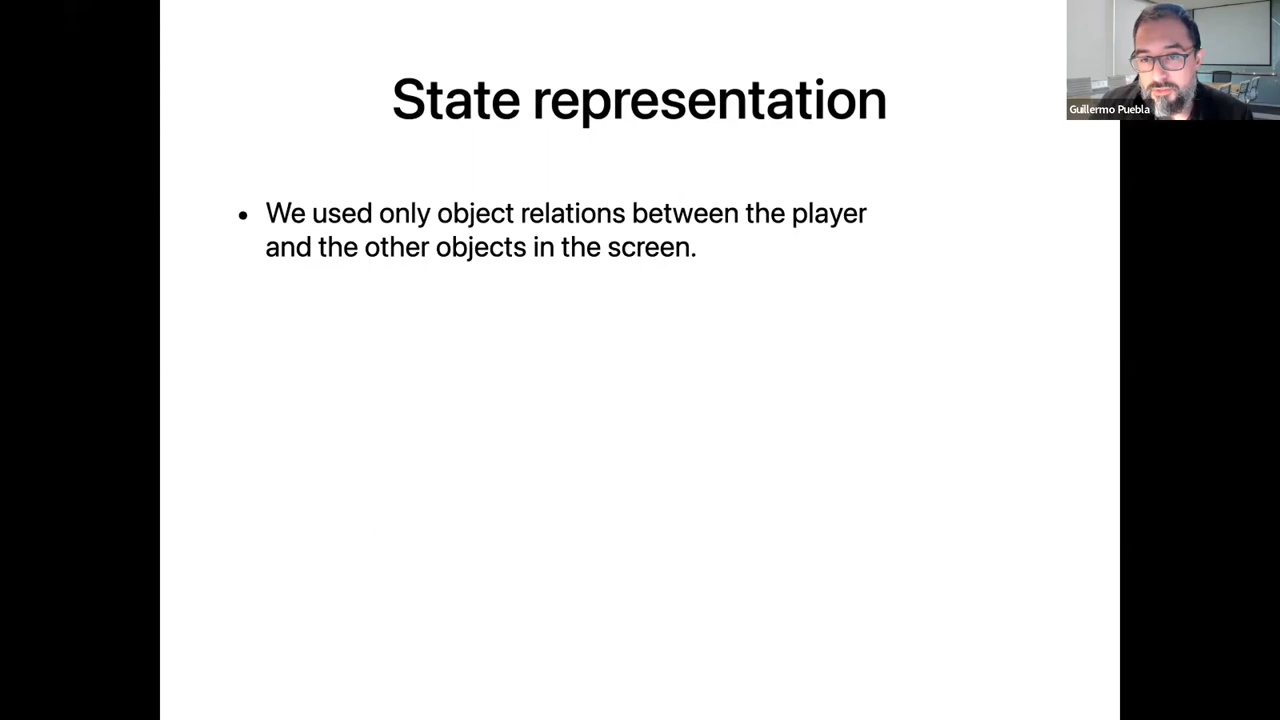 State representation
• We used only object relations between the player
and the other objects in the screen.
Guillermo Puebla